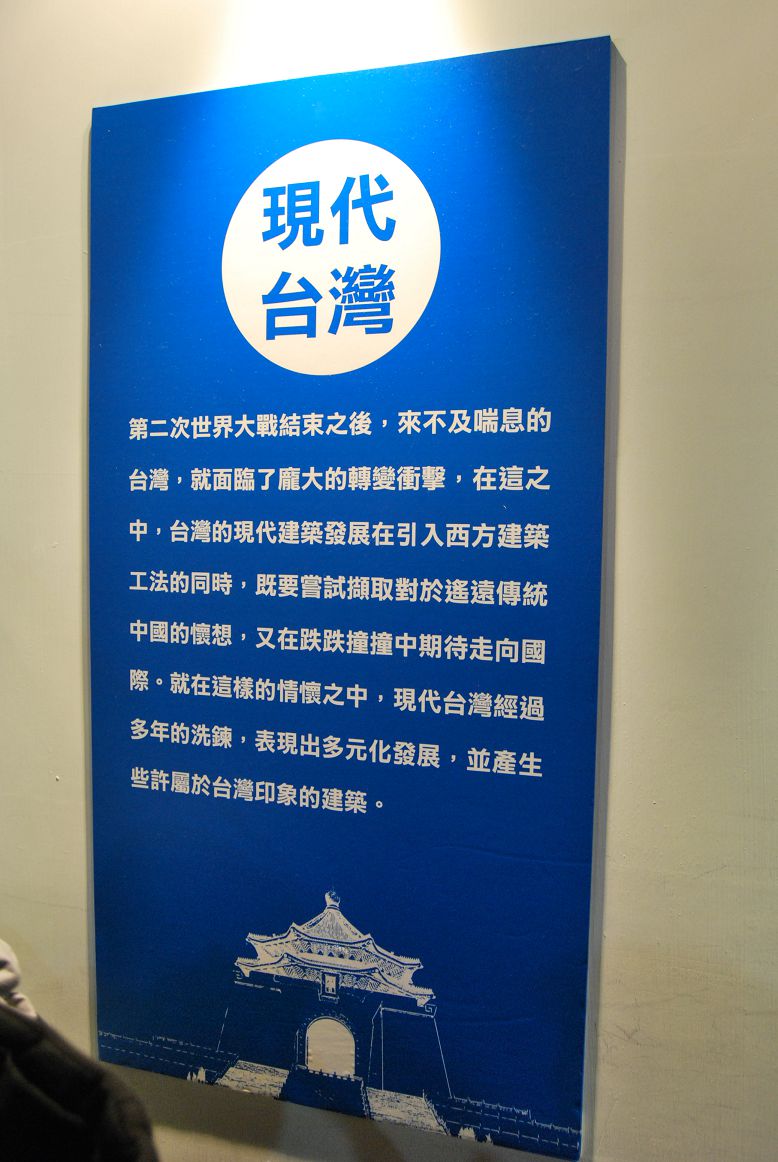 現代
台灣
第二次世界大戰結束之後，來不及喘息的
台灣，就面臨了龐大的轉變衝擊，在這之
中，台灣的現代建築發展在引入西方建築
工法的同時，既要嘗試擷取對於遙遠傳統
中國的懷想，又在跌跌撞撞中期待走向國
際。就在這樣的情懷之中，現代台灣經過
多年的洗鍊，表現出多元化發展，並產生
些許屬於台灣印象的建築。